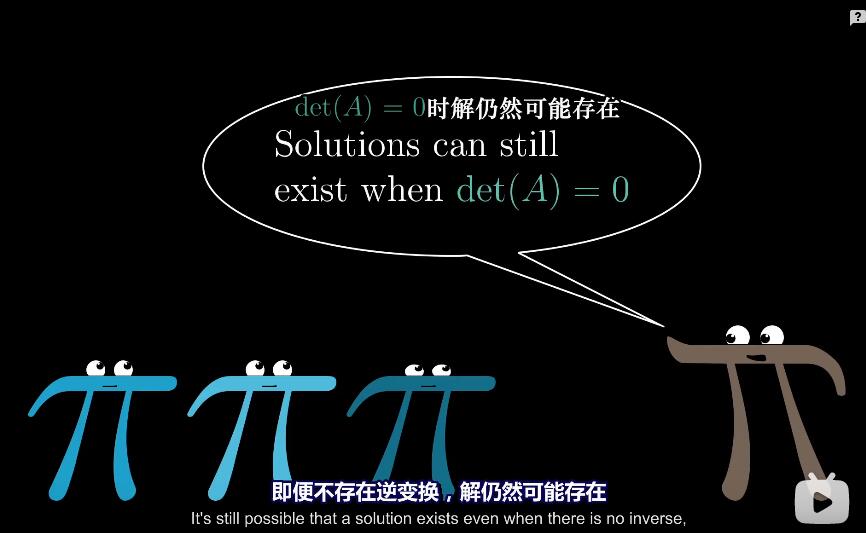 ?
det(A) = 0时解仍然可能存在
Solutions can still
exist when det(A) = 0
即便不存在逆变换，解仍然可能存在
It's still possible that a solution exists even when there is no inverse,